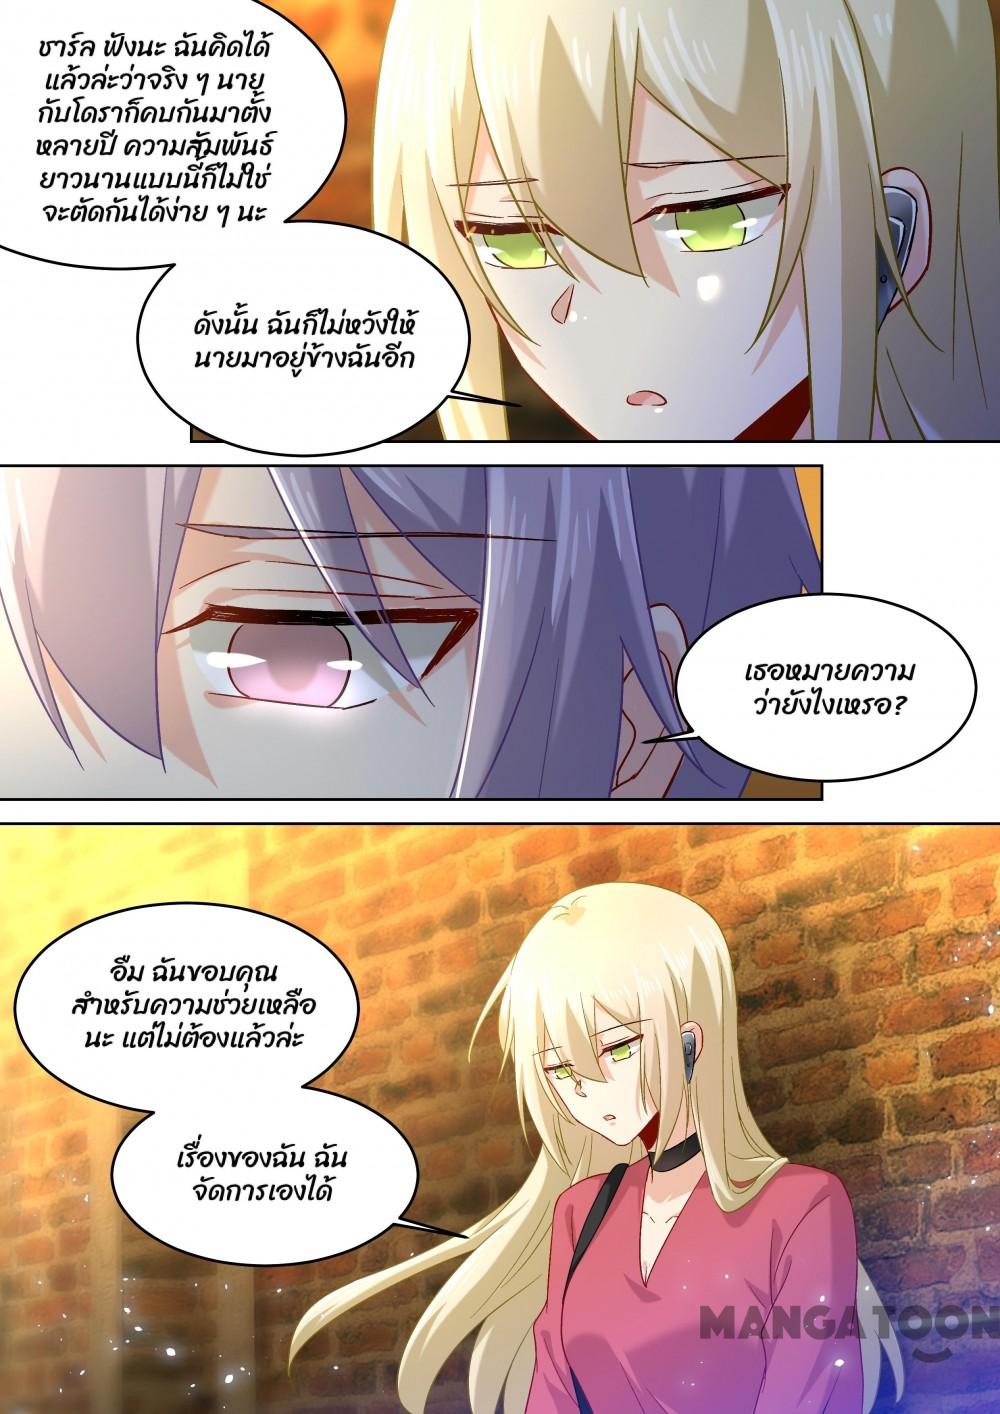 ชาร์ล ฟังนะ ฉันคิดได้
แล้วล่ะว่าจริง ๆ นาย
กับโดราก็คบกันมาตั้ง
หลายปี ความสัมพันธ์
ยาวนานแบบนี้ก็ไม่ใช่
จะตัดกันได้ง่าย ๆ นะ
ดังนั้น ฉันก็ไม่หวังให้
นายมาอยู่ข้างฉันอีก
เธอหมายความ
ว่ายังไงเหรอ?
อืม ฉันขอบคุณ
สำหรับความช่วยเหลือ
นะ แต่ไม่ต้องแล้วล่ะ
เรื่องของฉัน ฉัน
จัดการเองได้
MANGATOON